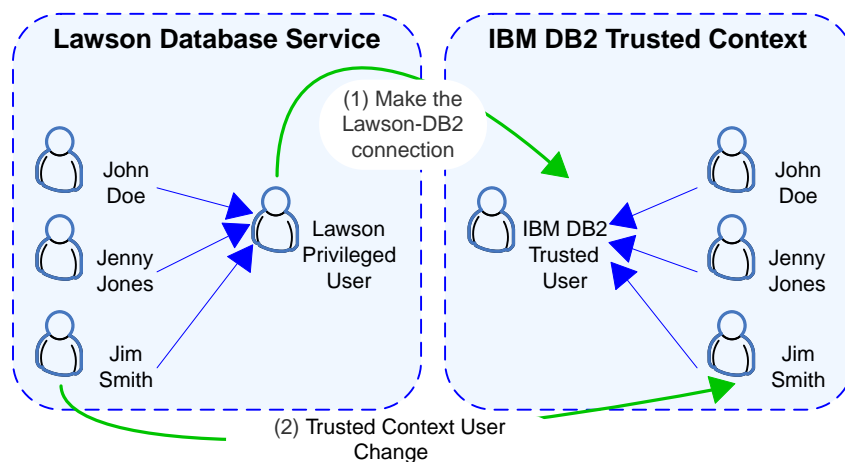 Lawson Database Service
IBM DB2 Trusted Context
(1) Make the
Lawson-DB2
connection
John
Doe
Jenny
Jones
Jim
Smith
Lawson
Privileged
User
IBM DB2
Trusted
User
John
Doe
Jenny
Jones
Jim
Smith
(2) Trusted Context User
Change